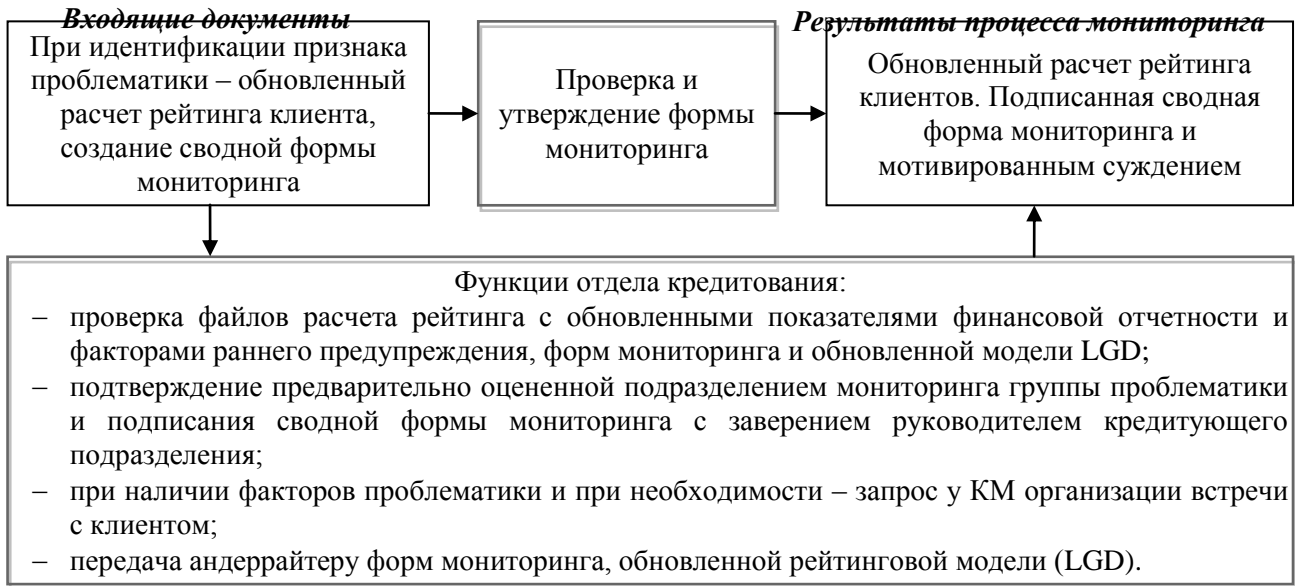 Входящие документы
При идентификации признака
проблематики – обновленный
расчет рейтинга клиента,
создание сводной формы
мониторинга
Проверка и
утверждение формы
мониторинга
Результаты процесса мониторинга
Обновленный расчет рейтинга
клиентов. Подписанная сводная
форма мониторинга и
мотивированным суждением
Функции отдела кредитования:
– проверка файлов расчета рейтинга с обновленными показателями финансовой отчетности и
факторами раннего предупреждения, форм мониторинга и обновленной модели LGD;
– подтверждение предварительно оцененной подразделением мониторинга группы проблематики
и подписания сводной формы мониторинга с заверением руководителем кредитующего
подразделения;
– при наличии факторов проблематики и при необходимости – запрос у КМ организации встречи
с клиентом;
– передача андеррайтеру форм мониторинга, обновленной рейтинговой модели (LGD).